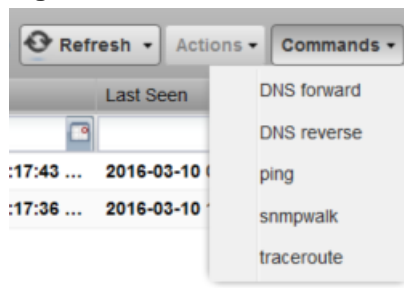 Refresh Actions Commands
Last Seen DNS forward
DNS reverse
:17:43 ... 2016-03-10 ping
:17:36 ... 2016-03-10 snmpwalk
traceroute